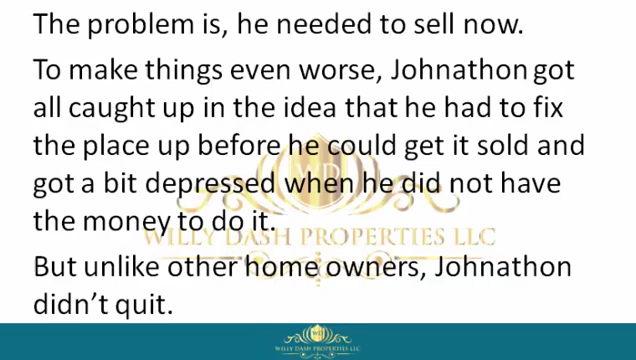 The problem is, he needed to sell now.
To make things even worse, Johnathon got
all caught up in the idea that he had to fix
the place up before he could get it sold and
got a bit depressed when he did not have
the money to do it.
WILLY DASH PROPERTIES LLC
But unlike other home owners, Johnathon
didn’t quit.
WILLY DASH PROPERTIES LLC